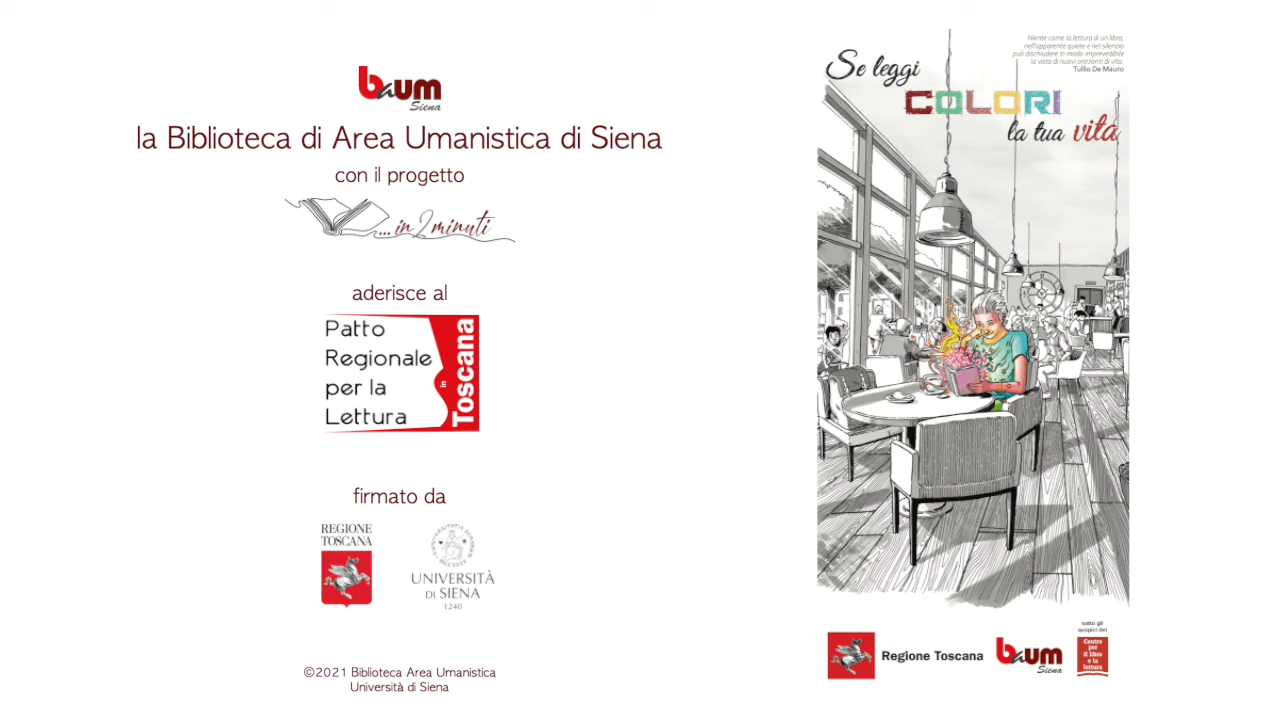 baum
Siena
la Biblioteca di Area Umanistica di Siena
con il progetto
...in 2 minuti
aderisce al
Patto
Regionale
per la
Lettura
in
Toscana
firmato da
REGIONE
TOSCANA
UNIVERSITÀ
DI SIENA
1240
©2021 Biblioteca Area Umanistica
Università di Siena
Niente come la lettura di un libro,
nell'apparente quiete e nel silenzio
può dischiudere in modo imprevedibile
la vista di nuovi orizzonti di vita.
Tullio De Mauro
Se leggi
COLORI
la tua vita
Regione Toscana
baum
Siena
sotto gli
auspici del
Centro
per
il libro
e la
lettura